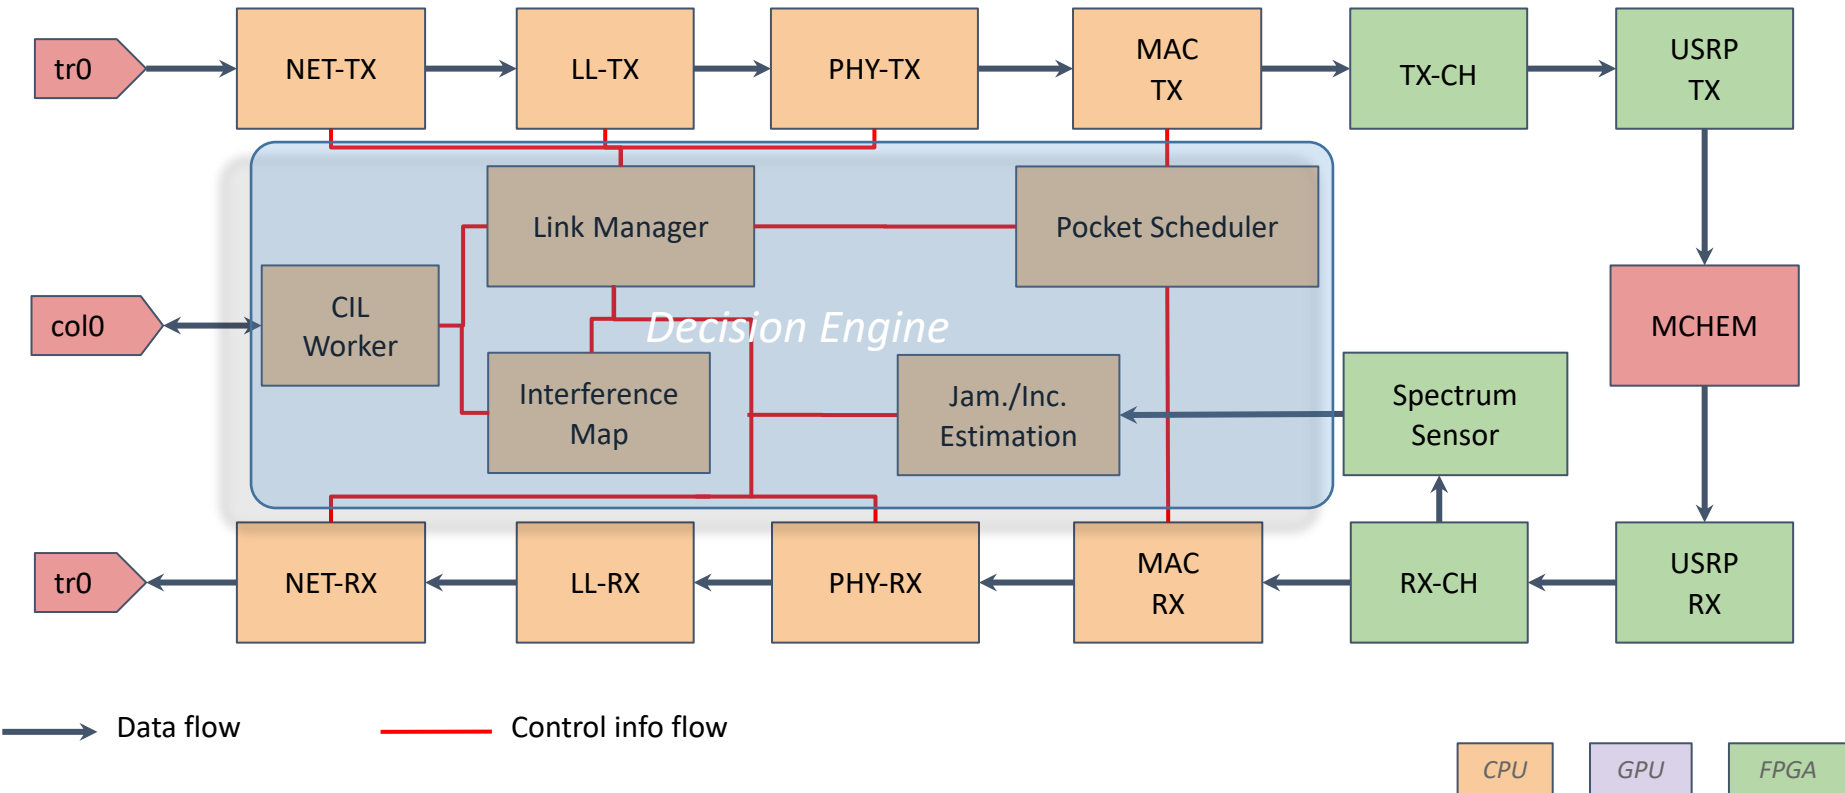 tr0
NET-TX
LL-TX
PHY-TX
MAC
TX
TX-CH
USRP
TX
Link Manager
Pocket Scheduler
col0
CIL
Worker
Decision Engine
MCHEM
Interference
Map
Jam./Inc.
Estimation
Spectrum
Sensor
tr0
NET-RX
LL-RX
PHY-RX
MAC
RX
RX-CH
USRP
RX
Data flow
Control info flow
CPU
GPU
FPGA